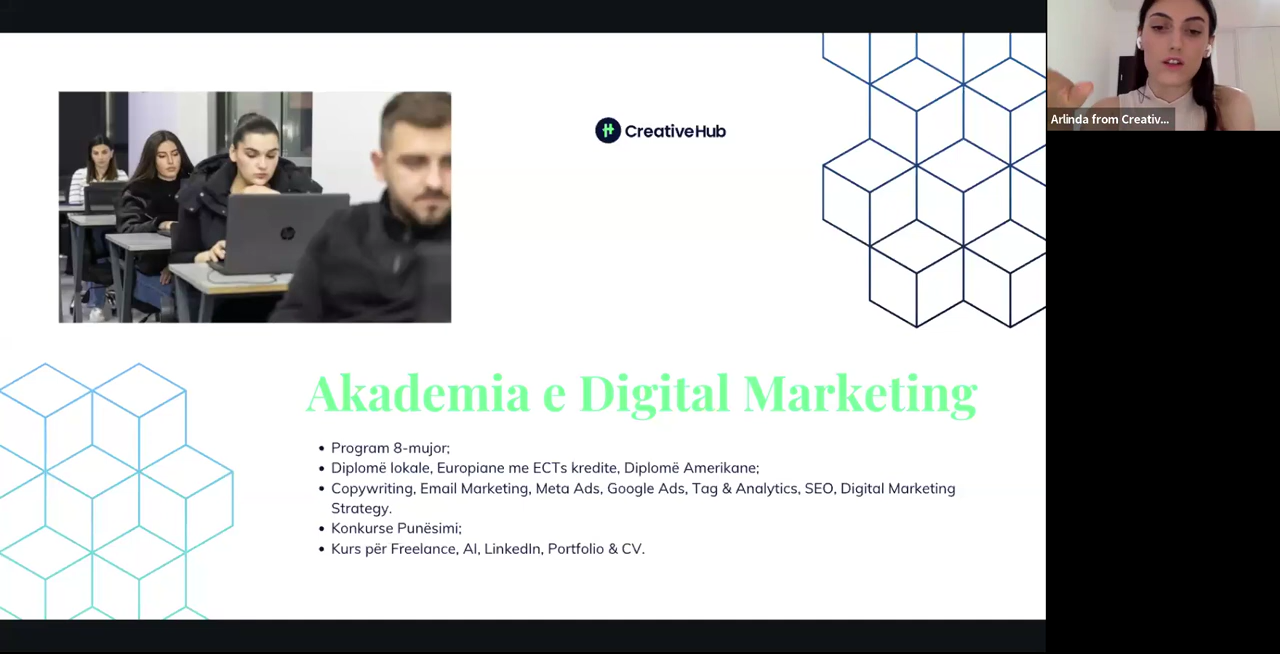 CreativeHub
Arlinda from Creativ...
Akademia e Digital Marketing
• Program 8-mujor;
• Diplomë lokale, Europiane me ECTs kredite, Diplomë Amerikane;
• Copywriting, Email Marketing, Meta Ads, Google Ads, Tag & Analytics, SEO, Digital Marketing
Strategy.
• Konkurse Punësimi;
• Kurs për Freelance, AI, LinkedIn, Portfolio & CV.